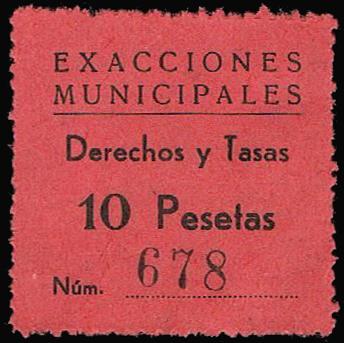 EXACCIONES
MUNICIPALES
Derechos y Tasas
10 Pesetas
Núm. 678